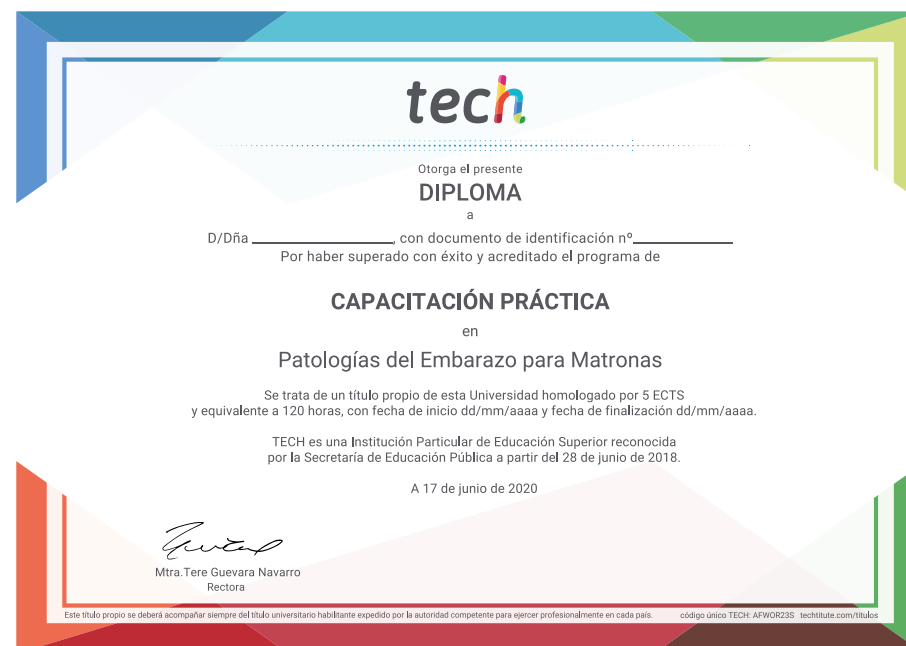 tech
Otorga el presente
DIPLOMA
a
D/Dña ____________________, con documento de identificación nº______________
Por haber superado con éxito y acreditado el programa de
CAPACITACIÓN PRÁCTICA
en
Patologías del Embarazo para Matronas
Se trata de un título propio de esta Universidad homologado por 5 ECTS
y equivalente a 120 horas, con fecha de inicio dd/mm/aaaa y fecha de finalización dd/mm/aaaa.
TECH es una Institución Particular de Educación Superior reconocida
por la Secretaría de Educación Pública a partir del 28 de junio de 2018.
A 17 de junio de 2020
Mtra.Tere Guevara Navarro
Rectora
Este título propio se deberá acompañar siempre del título universitario habilitante expedido por la autoridad competente para ejercer profesionalmente en cada país. código único TECH: AFWOR23S techtitute.com/titulos